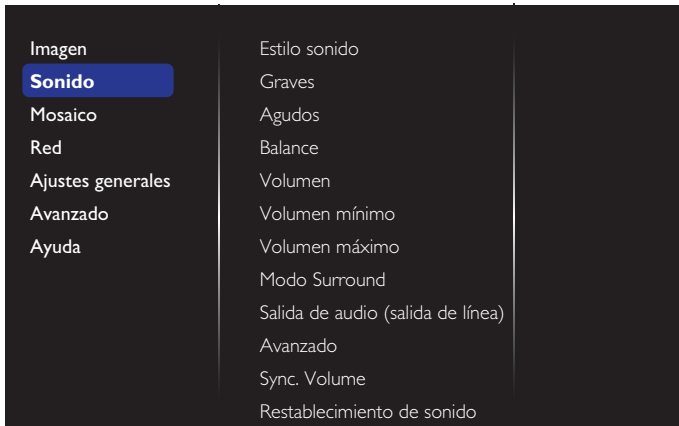 Imagen
Sonido
Mosaico
Red
Ajustes generales
Avanzado
Ayuda
Estilo sonido
Graves
Agudos
Balance
Volumen
Volumen mínimo
Volumen máximo
Modo Surround
Salida de audio (salida de línea)
Avanzado
Sync. Volume
Restablecimiento de sonido